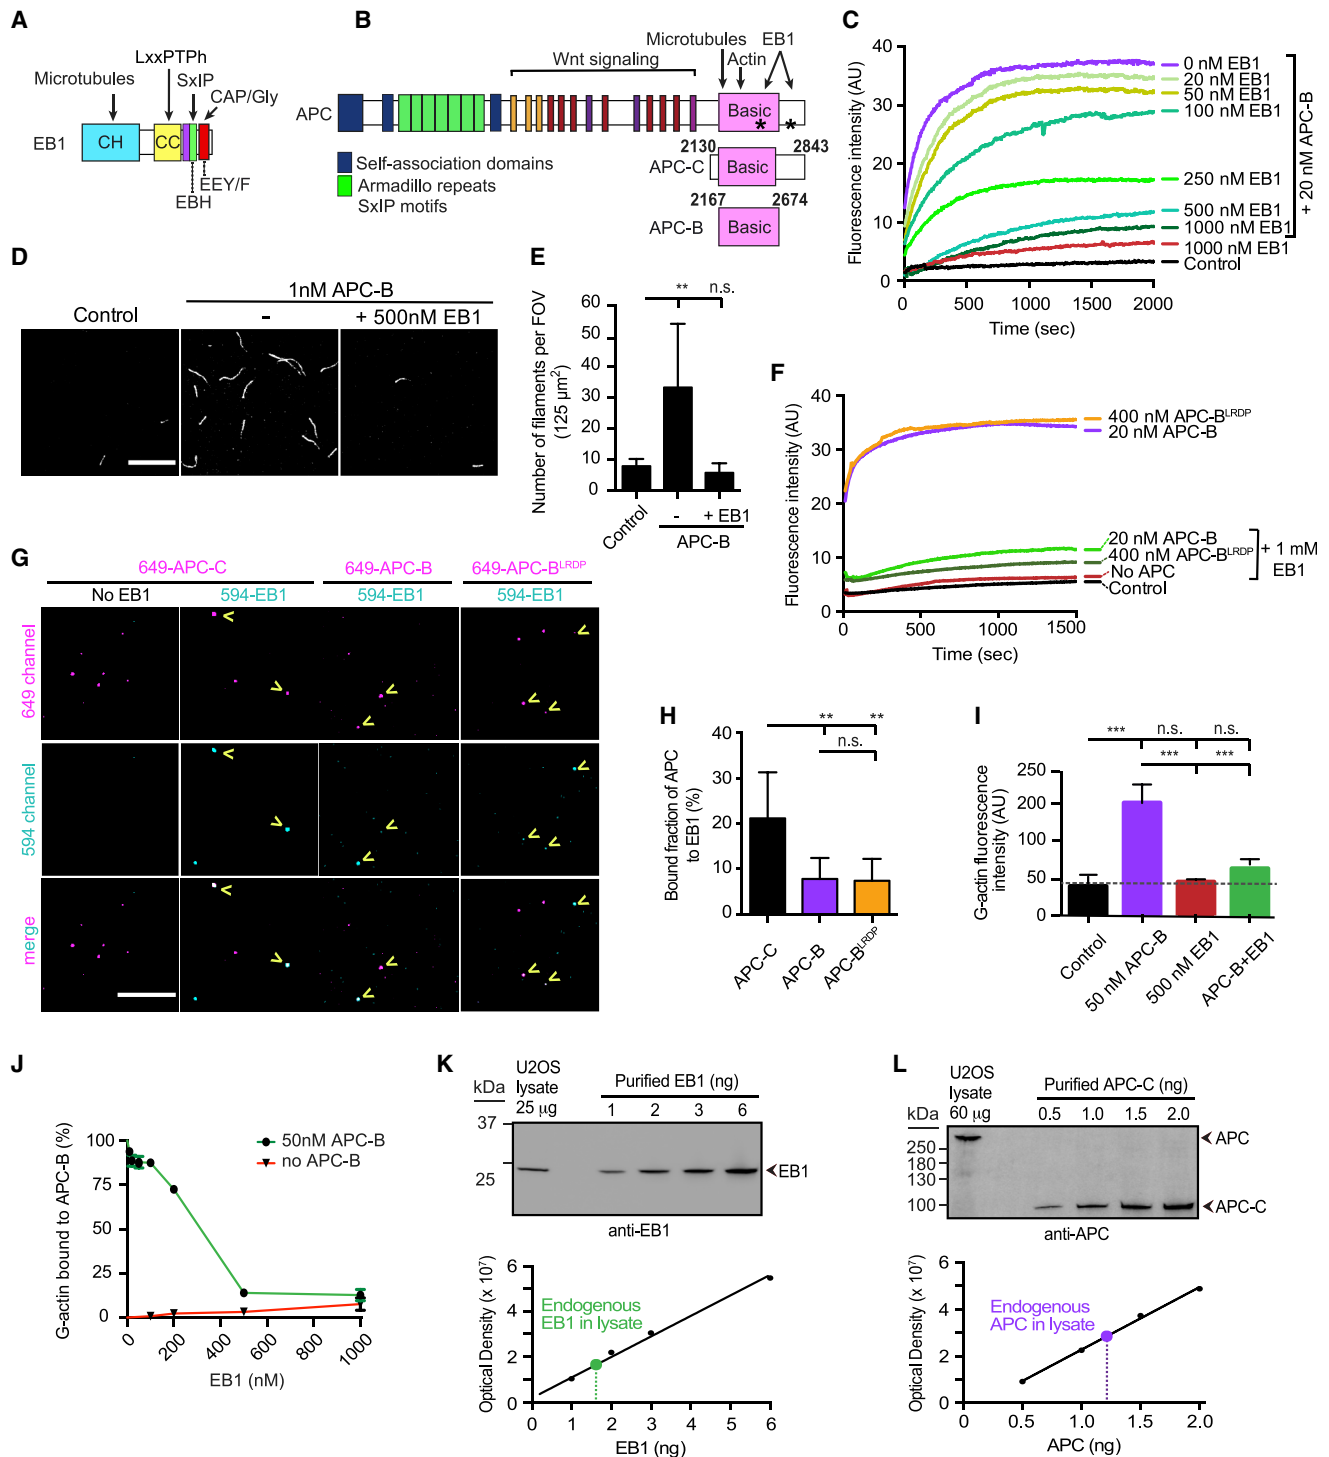 A
LxxPTPh
Microtubules
SxIP
CAP/Gly
EB1
CH
CC
EEY/F
EBH
B
Microtubules
EB1
Wnt signaling
Actin
APC
Basic
*
*
Self-association domains
Armadillo repeats
SxIP motifs
2130
2843
APC-C
Basic
2167
2674
APC-B
Basic
C
Fluorescence intensity (AU)
40
30
20
10
0
0
500
1000
1500
2000
Time (sec)
0 nM EB1
20 nM EB1
50 nM EB1
100 nM EB1
250 nM EB1
500 nM EB1
1000 nM EB1
1000 nM EB1
Control
+ 20 nM APC-B
D
1nM APC-B
Control
-
+ 500nM EB1
E
** n.s.
Number of filaments per FOV
(125 µm²)
60
50
40
30
20
10
0
Control
-
+ EB1
APC-B
F
Fluorescence intensity (AU)
40
30
20
10
0
0
500
1000
1500
Time (sec)
400 nM APC-B^LRDP
20 nM APC-B
20 nM APC-B
400 nM APC-B^LRDP
No APC
Control
+ 1 mM
EB1
G
649-APC-C
649-APC-B
649-APC-B^LRDP
No EB1
594-EB1
594-EB1
594-EB1
649 channel
594 channel
merge
H
** **
n.s.
Bound fraction of APC
to EB1 (%)
40
30
20
10
0
APC-C
APC-B
APC-B^LRDP
I
*** n.s. n.s.
*** ***
G-actin fluorescence
intensity (AU)
250
200
150
50
0
Control
50 nM APC-B
500 nM EB1
APC-B+EB1
J
G-actin bound to APC-B (%)
100
75
50
25
0
0
200
400
600
800
1000
EB1 (nM)
50nM APC-B
no APC-B
K
kDa
U2OS
lysate
25 µg
Purified EB1 (ng)
1 2 3 6
37
25
EB1
anti-EB1
Optical Density (x 10⁷)
6
4
2
0
0 1 2 3 4 5 6
EB1 (ng)
Endogenous
EB1 in lysate
L
kDa
U2OS
lysate
60 µg
Purified APC-C (ng)
0.5 1.0 1.5 2.0
250
180
130
100
APC
APC-C
anti-APC
Optical Density (x 10⁷)
6
4
2
0
0 0.5 1.0 1.5 2.0
APC (ng)
Endogenous
APC in lysate